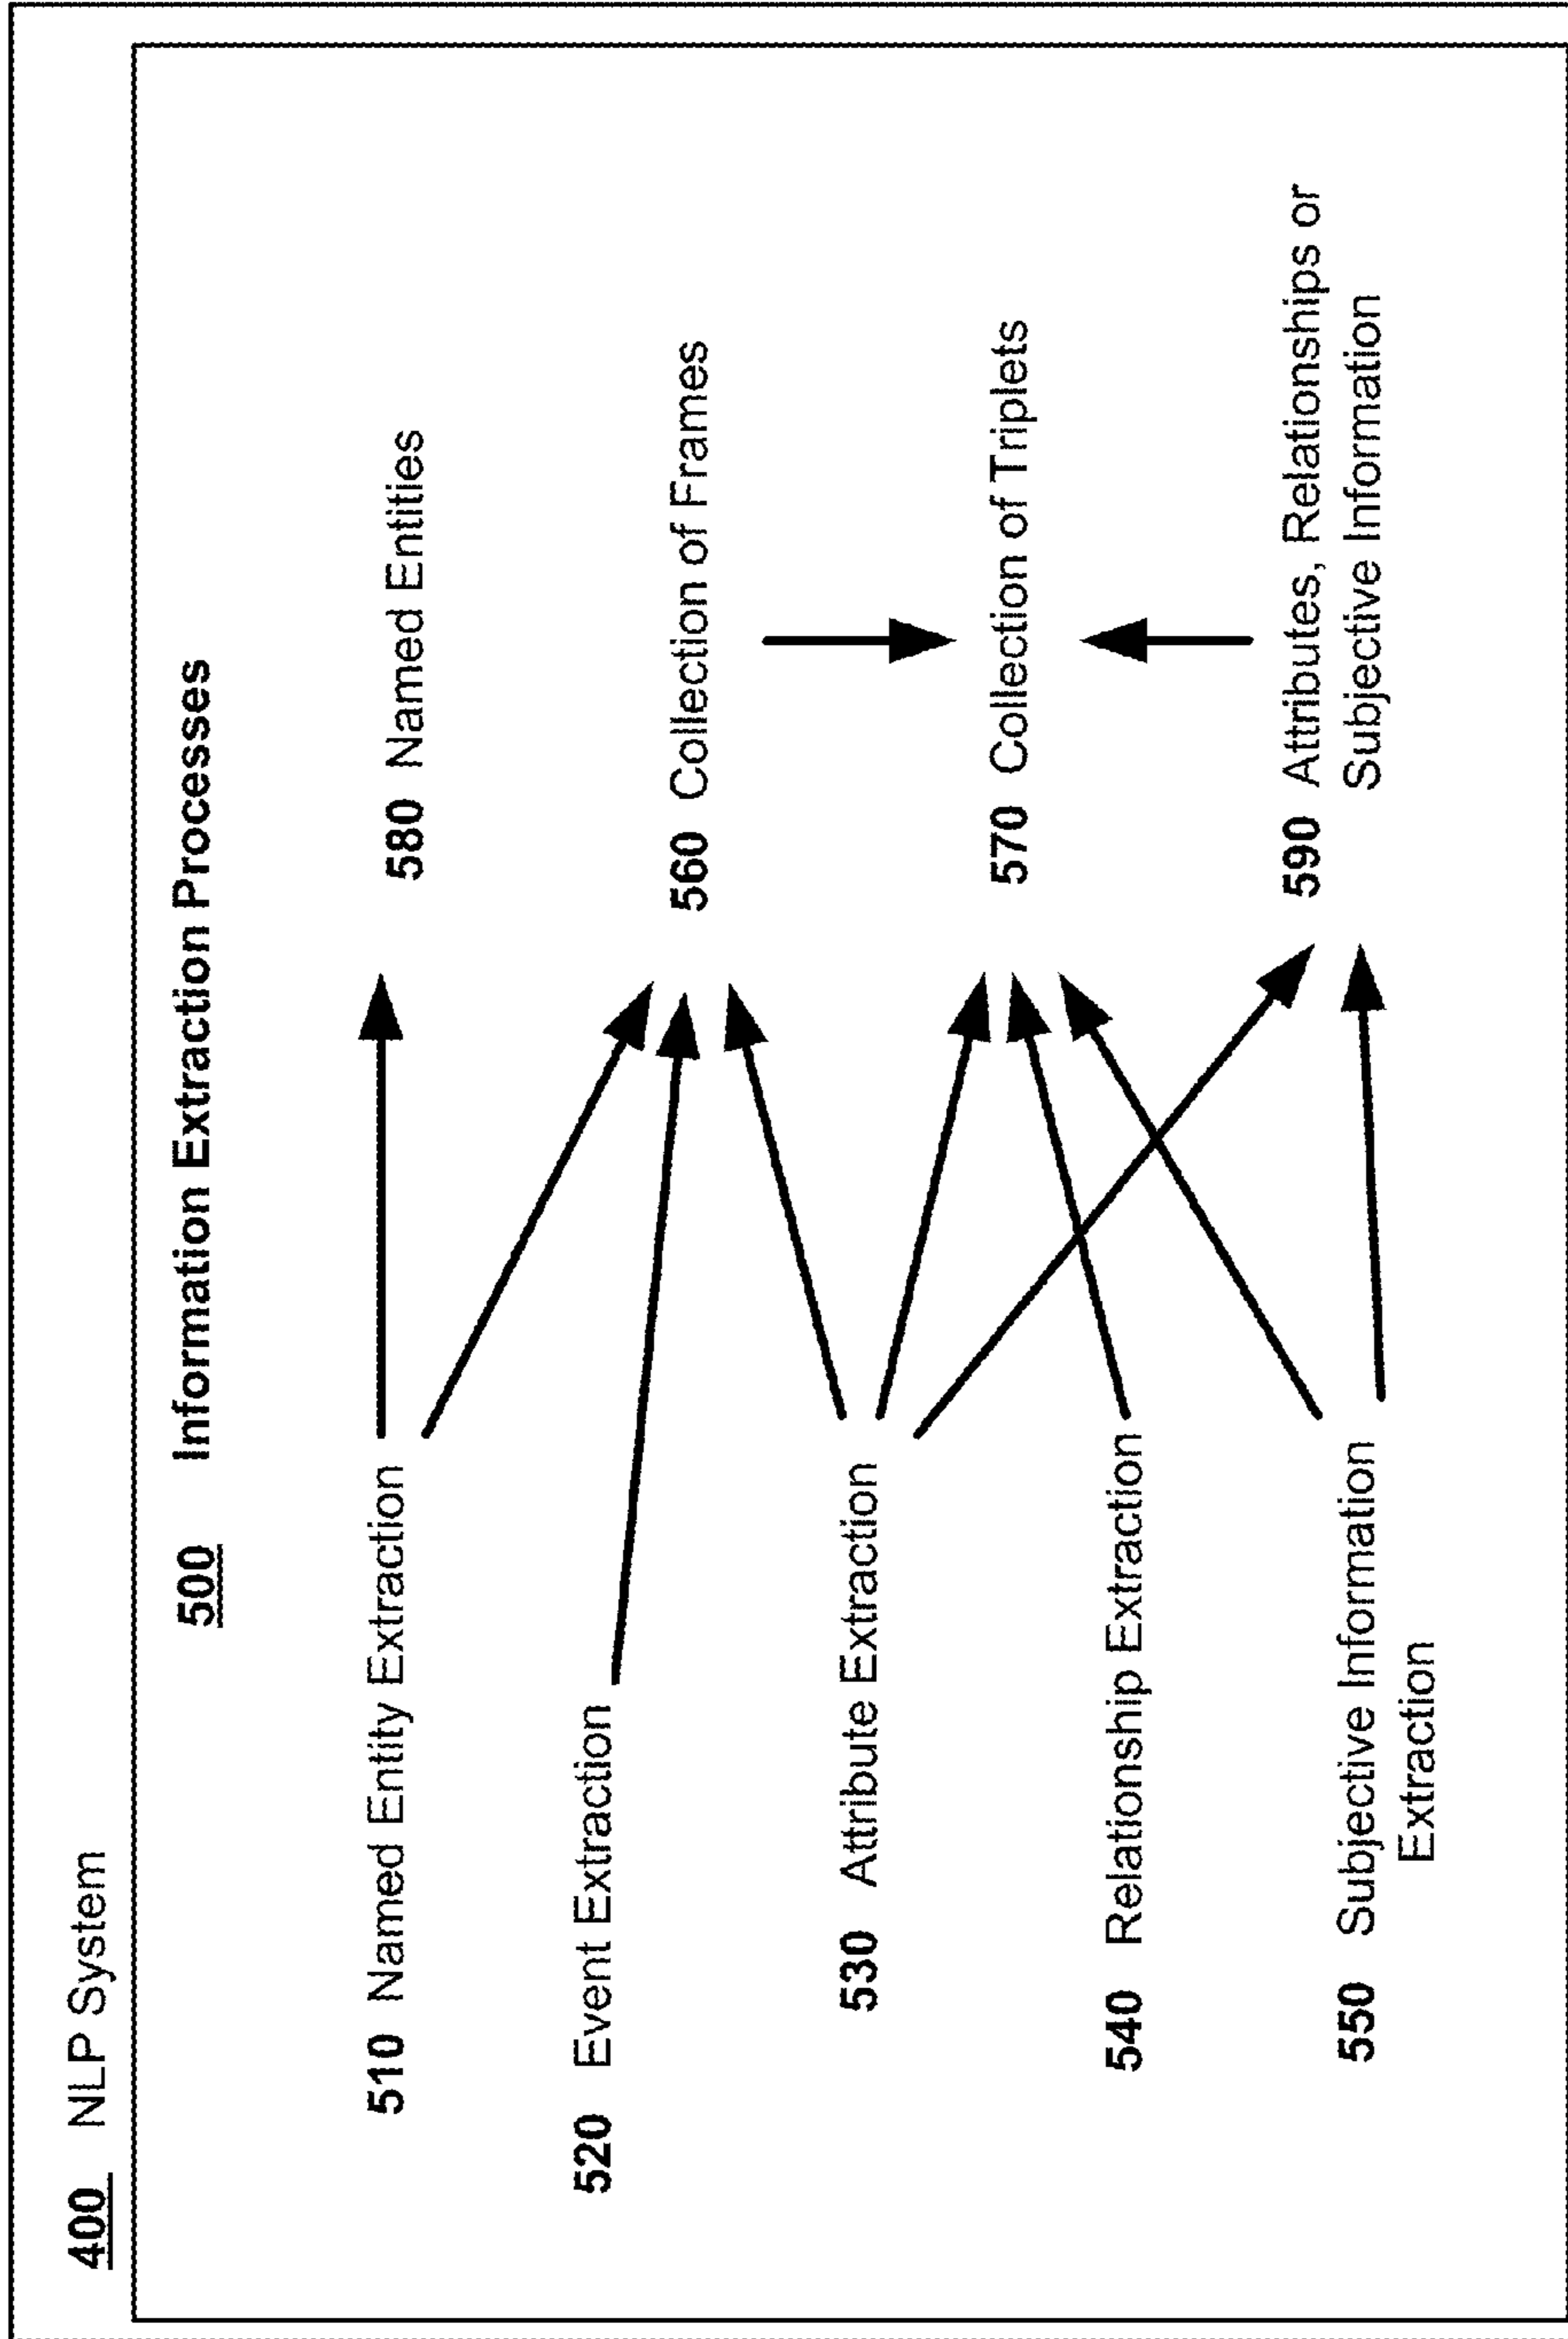 400 NLP System
500 Information Extraction Processes
510 Named Entity Extraction
520 Event Extraction
530 Attribute Extraction
540 Relationship Extraction
550 Subjective Information
Extraction
580 Named Entities
560 Collection of Frames
570 Collection of Triplets
590 Attributes, Relationships or
Subjective Information